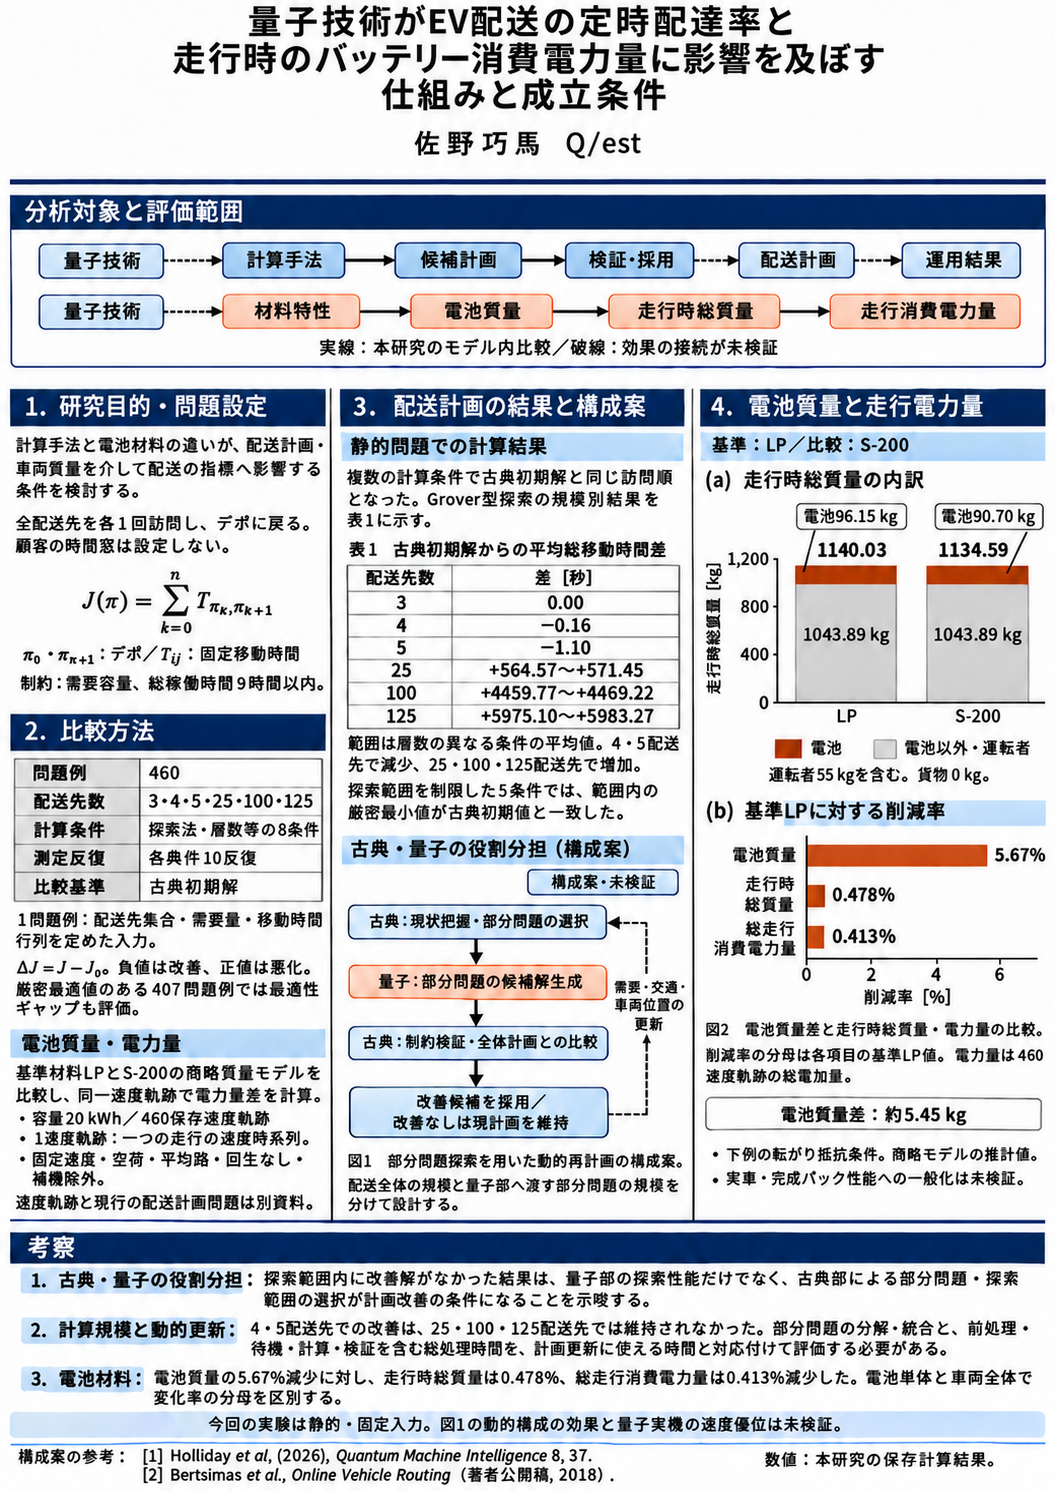 量子技術がEV配送の定時配達率と
走行時のバッテリー消費電力量に影響を及ぼす
仕組みと成立条件
佐野巧馬 Q/est
分析対象と評価範囲
量子技術 計算手法 候補計画 検証・採用 配送計画 運用結果
量子技術 材料特性 電池質量 走行時総質量 走行消費電力量
実線：本研究のモデル内比較／破線：効果の接続が未検証
1. 研究目的・問題設定
計算手法と電池材料の違いが、配送計画・
車両質量を介して配送の指標へ影響する
条件を検討する。
全配送先を各1回訪問し、デポに戻る。
顧客の時間窓は設定しない。
J(π) = ∑ₖ₌₀ⁿ T_{πₖ,πₖ₊₁}
π₀・πₙ₊₁：デポ／Tᵢⱼ：固定移動時間
制約：需要容量、総稼働時間9時間以内。
2. 比較方法
問題例 460
配送先数 3・4・5・25・100・125
計算条件 探索法・層数等の8条件
測定反復 各典件10反復
比較基準 古典初期解
1問題例：配送先集合・需要量・移動時間
行列を定めた入力。
ΔJ＝J－J₀。負値は改善、正値は悪化。
厳密最適値のある407問題例では最適性
ギャップも評価。
電池質量・電力量
基準材料LPとS-200の商略質量モデルを
比較し、同一速度軌跡で電力量差を計算。
・容量20 kWh／460保存速度軌跡
・1速度軌跡：一つの走行の速度時系列。
・固定速度・空荷・平均路・回生なし・
補機除外。
速度軌跡と現行の配送計画問題は別資料。
3. 配送計画の結果と構成案
静的問題での計算結果
複数の計算条件で古典初期解と同じ訪問順
となった。Grover型探索の規模別結果を
表1に示す。
表1 古典初期解からの平均総移動時間差
配送先数 差［秒］
3 0.00
4 −0.16
5 −1.10
25 +564.57〜+571.45
100 +4459.77〜+4469.22
125 +5975.10〜+5983.27
範囲は層数の異なる条件の平均値。4・5配送
先で減少、25・100・125配送先で増加。
探索範囲を制限した5条件では、範囲内の
厳密最小値が古典初期値と一致した。
古典・量子の役割分担（構成案）
構成案・未検証
古典：現状把握・部分問題の選択
量子：部分問題の候補解生成
古典：制約検証・全体計画との比較
改善候補を採用／
改善なしは現計画を維持
需要・交通・
車両位置の
更新
図1 部分問題探索を用いた動的再計画の構成案。
配送全体の規模と量子部へ渡す部分問題の規模を
分けて設計する。
4. 電池質量と走行電力量
基準：LP／比較：S-200
(a) 走行時総質量の内訳
電池96.15 kg 電池90.70 kg
1140.03 1134.59
走行時総質量［kg］
1,200
800
400
0
1043.89 kg 1043.89 kg
LP S-200
電池 電池以外・運転者
運転者55 kgを含む。貨物0 kg。
(b) 基準LPに対する削減率
電池質量 5.67%
走行時
総質量 0.478%
総走行
消費電力量 0.413%
0 2 4 6
削減率［%］
図2 電池質量差と走行時総質量・電力量の比較。
削減率の分母は各項目の基準LP値。電力量は460
速度軌跡の総電加量。
電池質量差：約5.45 kg
• 下例の転がり抵抗条件。商略モデルの推計値。
• 実車・完成パック性能への一般化は未検証。
考察
1. 古典・量子の役割分担： 探索範囲内に改善解がなかった結果は、量子部の探索性能だけでなく、古典部による部分問題・探索
範囲の選択が計画改善の条件になることを示唆する。
2. 計算規模と動的更新： 4・5配送先での改善は、25・100・125配送先では維持されなかった。部分問題の分解・統合と、前処理・
待機・計算・検証を含む総処理時間を、計画更新に使える時間と対応付けて評価する必要がある。
3. 電池材料： 電池質量の5.67%減少に対し、走行時総質量は0.478%、総走行消費電力量は0.413%減少した。電池単体と車両全体で
変化率の分母を区別する。
今回の実験は静的・固定入力。図1の動的構成の効果と量子実機の速度優位は未検証。
構成案の参考： [1] Holliday et al, (2026), Quantum Machine Intelligence 8, 37.
[2] Bertsimas et al., Online Vehicle Routing（著者公開稿, 2018）.
数値：本研究の保存計算結果。